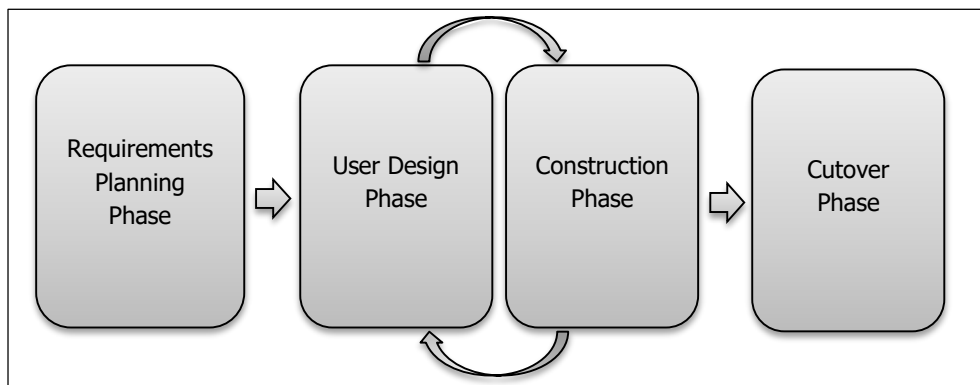 Requirements
Planning
Phase
User Design
Phase
Construction
Phase
Cutover
Phase